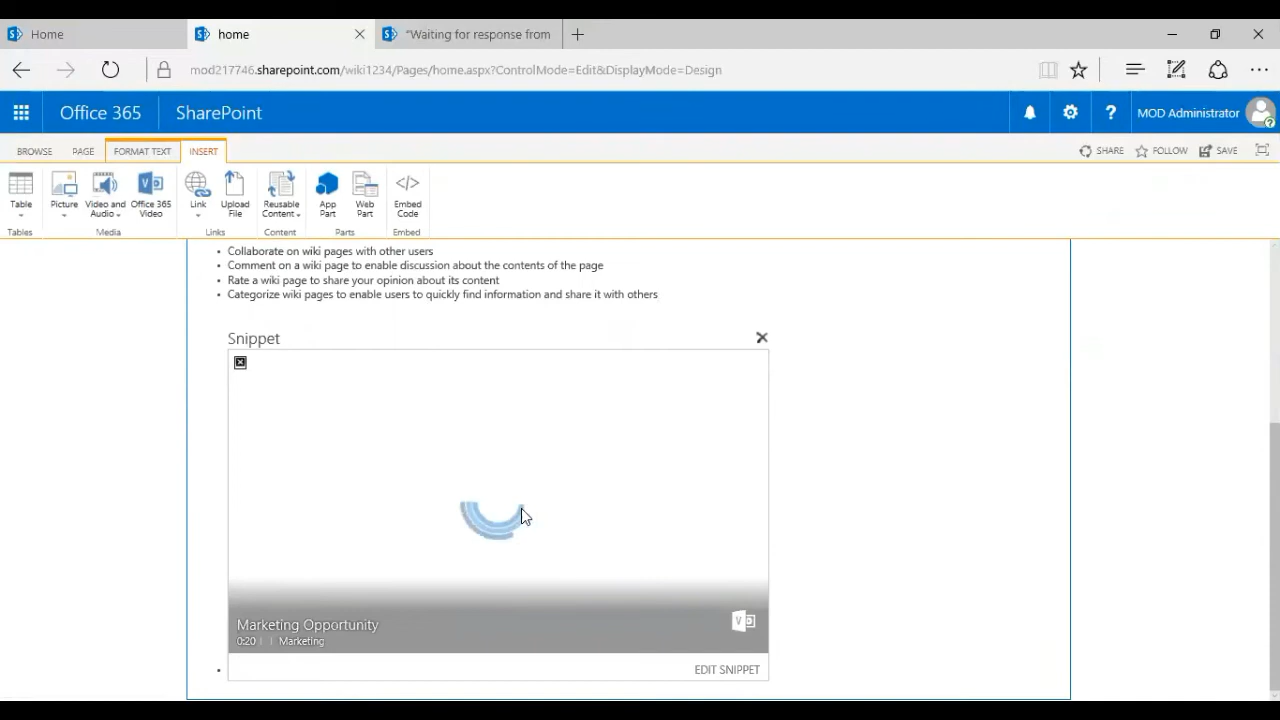 Home
home
"Waiting for response from
mod217746.sharepoint.com/wiki1234/Pages/home.aspx?ControlMode=Edit&DisplayMode=Design
Office 365
SharePoint
?
MOD Administrator
BROWSE
PAGE
FORMAT TEXT
INSERT
SHARE
FOLLOW
SAVE
Table
Picture
Video and
Audio
Office 365
Video
Link
Upload
File
Reusable
Content
App
Part
Web
Part
Embed
Code
Tables
Media
Links
Content
Parts
Embed
• Collaborate on wiki pages with other users
• Comment on a wiki page to enable discussion about the contents of the page
• Rate a wiki page to share your opinion about its content
• Categorize wiki pages to enable users to quickly find information and share it with others
Snippet
Marketing Opportunity
0:20 | | Marketing
EDIT SNIPPET